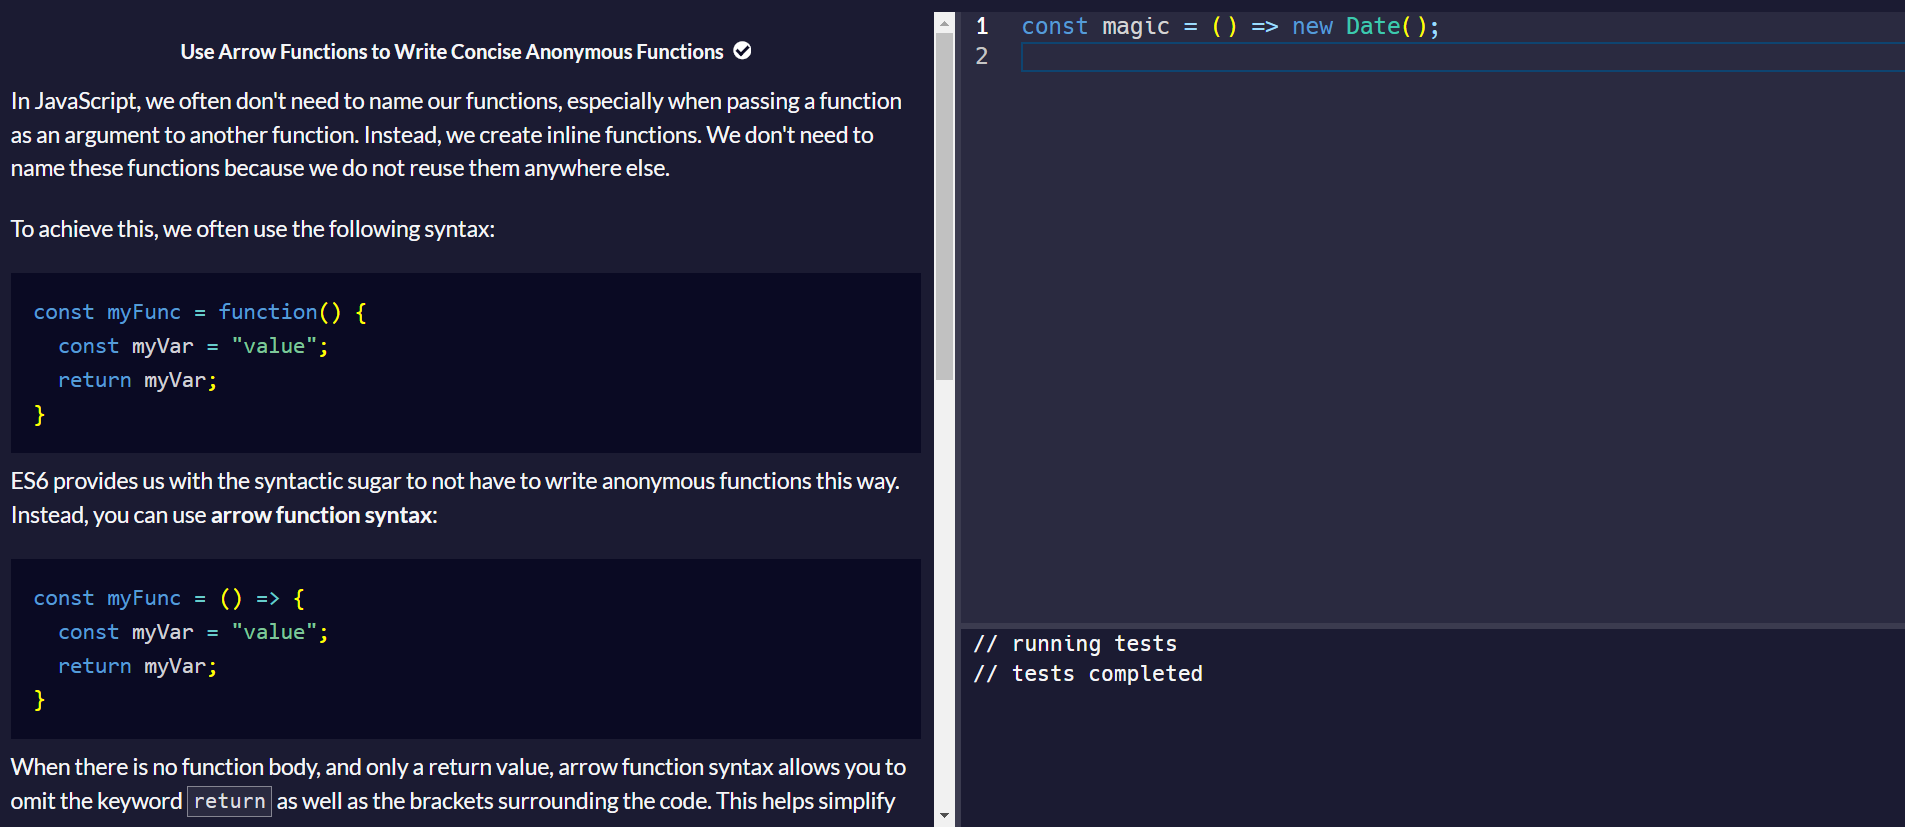 Use Arrow Functions to Write Concise Anonymous Functions
In JavaScript, we often don't need to name our functions, especially when passing a function
as an argument to another function. Instead, we create inline functions. We don't need to
name these functions because we do not reuse them anywhere else.
To achieve this, we often use the following syntax:
const myFunc = function() {
  const myVar = "value";
  return myVar;
}
ES6 provides us with the syntactic sugar to not have to write anonymous functions this way.
Instead, you can use arrow function syntax:
const myFunc = () => {
  const myVar = "value";
  return myVar;
}
When there is no function body, and only a return value, arrow function syntax allows you to
omit the keyword return as well as the brackets surrounding the code. This helps simplify
1 const magic = () => new Date();
2
// running tests
// tests completed